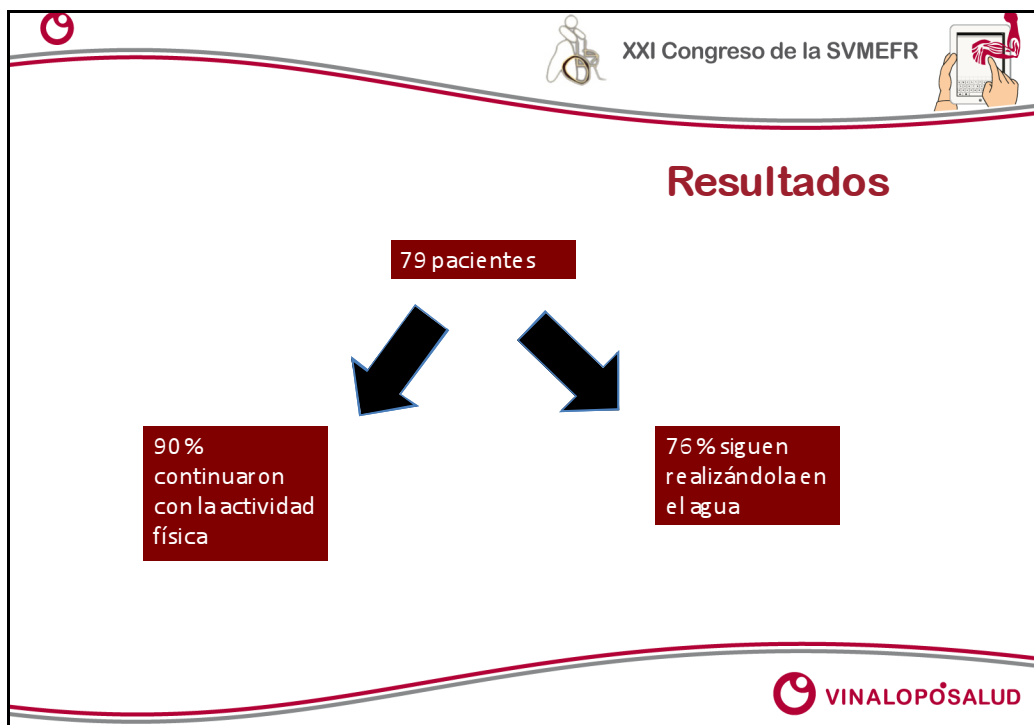 XXI Congreso de la SVMEFR
Resultados
79 pacientes
90 %
continuaron
con la actividad
física
76 % siguen
realizándola en
el agua
VINALOPÓSALUD